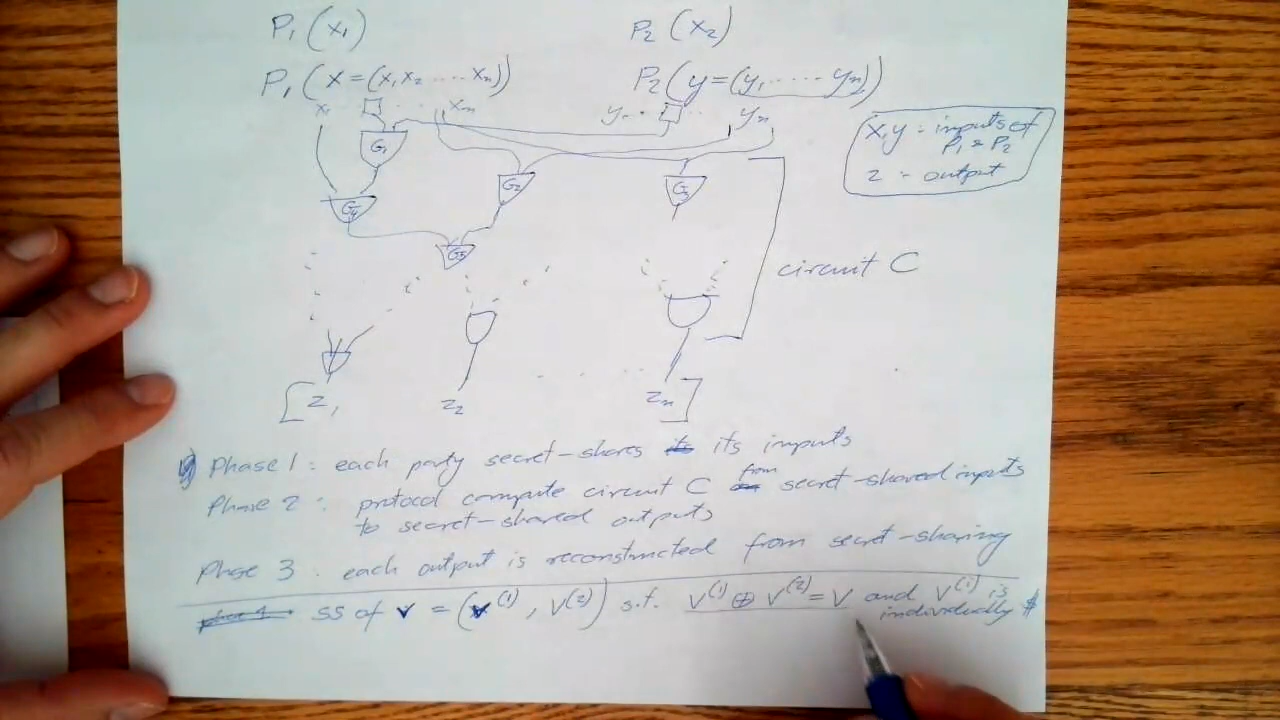 P₁ (x₁) P₂ (x₂)
P₁ (x = (x₁ x₂ ..... xₙ)) P₂ (y = (y₁ ..... yₙ))
x₁ ... xₙ y₁ ... yₙ
x, y :- inputs of
P₁ & P₂
z :- output
G₁
G₂ G₃
G₄
G₅
circuit C
z₁ z₂ ..... zₙ
Phase 1 : each party secret-shares its inputs
Phase 2 : protocol compute circuit C from secret-shared inputs
to secret-shared outputs
Phase 3 : each output is reconstructed from secret-sharing
SS of v = (v⁽¹⁾, v⁽²⁾) s.t. v⁽¹⁾ ⊕ v⁽²⁾ = v and v⁽ⁱ⁾ is
individually $